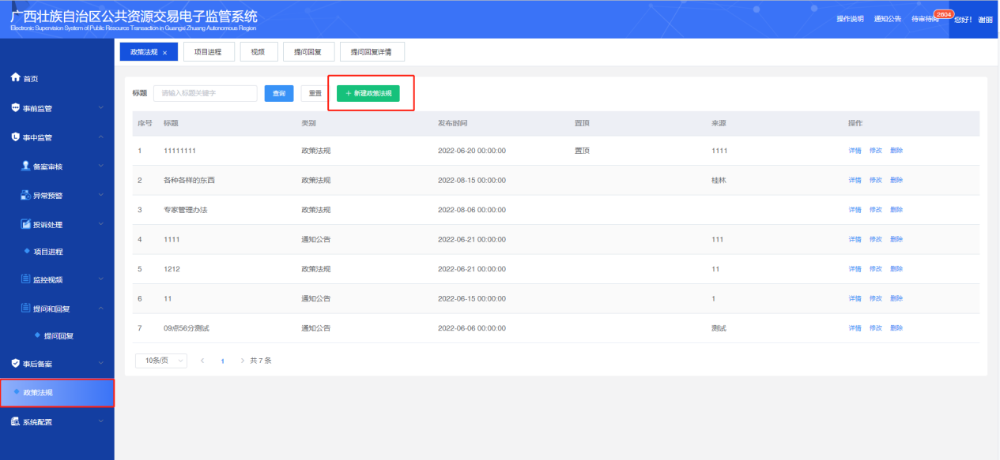 广西壮族自治区公共资源交易电子监管系统
Electronic Supervision System of Public Resource Transaction in Guangxi Zhuang Autonomous Region
操作说明 通知公告 待审待阅 2604 您好! 谢丽
政策法规 × 项目进程 视频 提问回复 提问回复详情
首页
事前监管
事中监管
备案审核
异常预警
投诉处理
项目进程
监控视频
提问和回复
提问回复
事后备案
政策法规
系统配置
标题 请输入标题关键字 查询 重置 + 新建政策法规
序号 标题 类别 发布时间 置顶 来源 操作
1 11111111 政策法规 2022-06-20 00:00:00 置顶 1111 详情 修改 删除
2 各种各样的东西 政策法规 2022-08-15 00:00:00 桂林 详情 修改 删除
3 专家管理办法 政策法规 2022-08-06 00:00:00 详情 修改 删除
4 1111 通知公告 2022-06-21 00:00:00 111 详情 修改 删除
5 1212 政策法规 2022-06-21 00:00:00 11 详情 修改 删除
6 11 通知公告 2022-06-15 00:00:00 1 详情 修改 删除
7 09点56分测试 通知公告 2022-06-06 00:00:00 测试 详情 修改 删除
10条/页 < 1 > 共 7 条